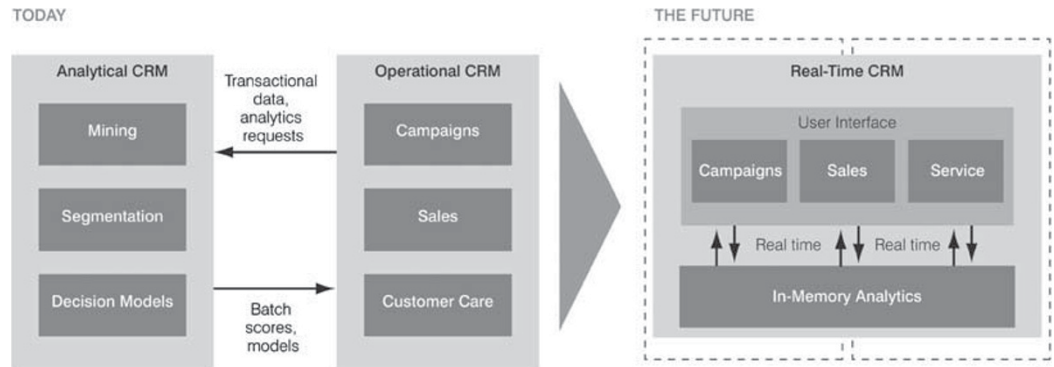 TODAY
Analytical CRM
Mining
Segmentation
Decision Models
Transactional
data,
analytics
requests
Batch
scores,
models
Operational CRM
Campaigns
Sales
Customer Care
THE FUTURE
Real-Time CRM
User Interface
Campaigns
Sales
Service
Real time
Real time
In-Memory Analytics